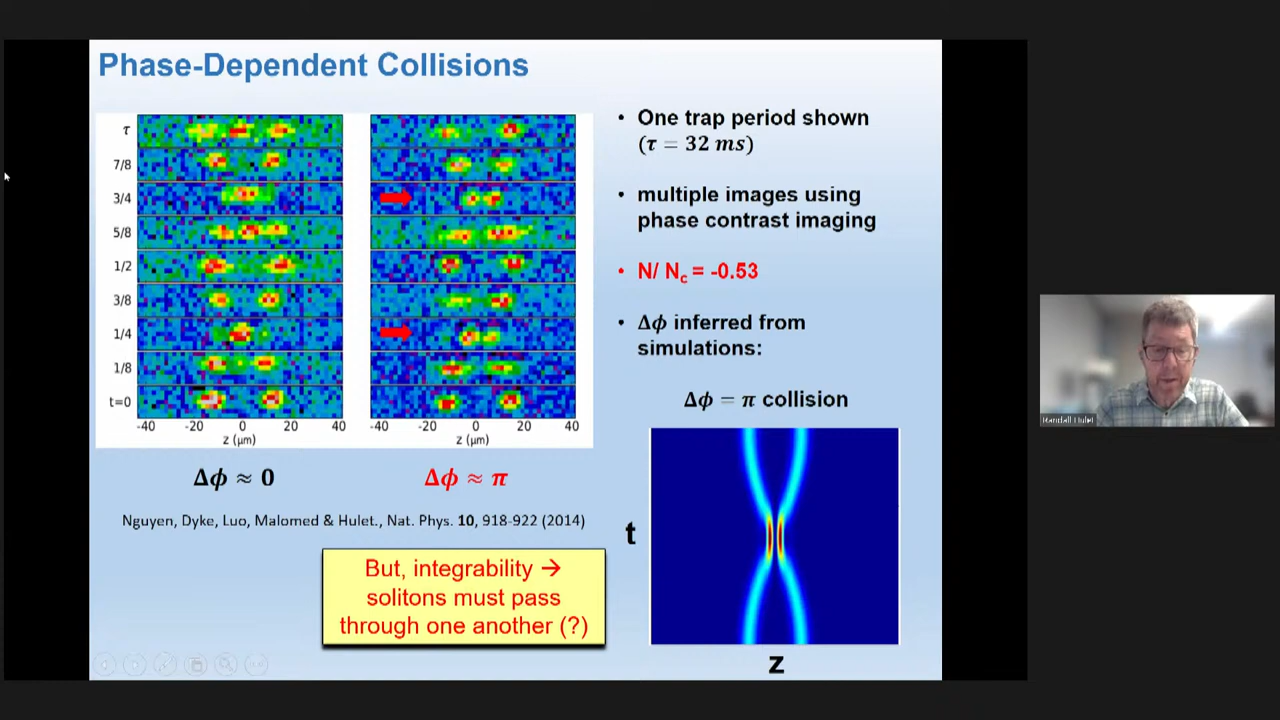 Phase-Dependent Collisions
τ
7/8
3/4
5/8
1/2
3/8
1/4
1/8
t=0
-40 -20 0 20 40
z (μm)
-40 -20 0 20 40
z (μm)
Δϕ ≈ 0
Δϕ ≈ π
Nguyen, Dyke, Luo, Malomed & Hulet., Nat. Phys. 10, 918-922 (2014)
But, integrability →
solitons must pass
through one another (?)
• One trap period shown
(τ = 32 ms)
• multiple images using
phase contrast imaging
• N/ Nc = -0.53
• Δϕ inferred from
simulations:
Δϕ = π collision
t
z
Randall Hulet